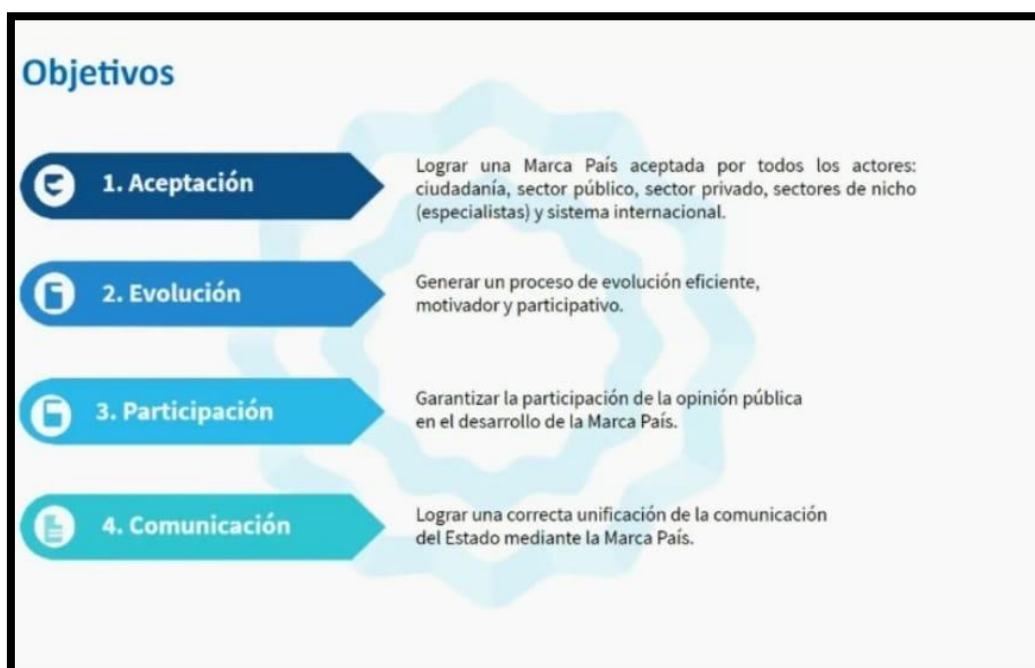 Objetivos
1. Aceptación
Lograr una Marca País aceptada por todos los actores:
ciudadanía, sector público, sector privado, sectores de nicho
(especialistas) y sistema internacional.
2. Evolución
Generar un proceso de evolución eficiente,
motivador y participativo.
3. Participación
Garantizar la participación de la opinión pública
en el desarrollo de la Marca País.
4. Comunicación
Lograr una correcta unificación de la comunicación
del Estado mediante la Marca País.